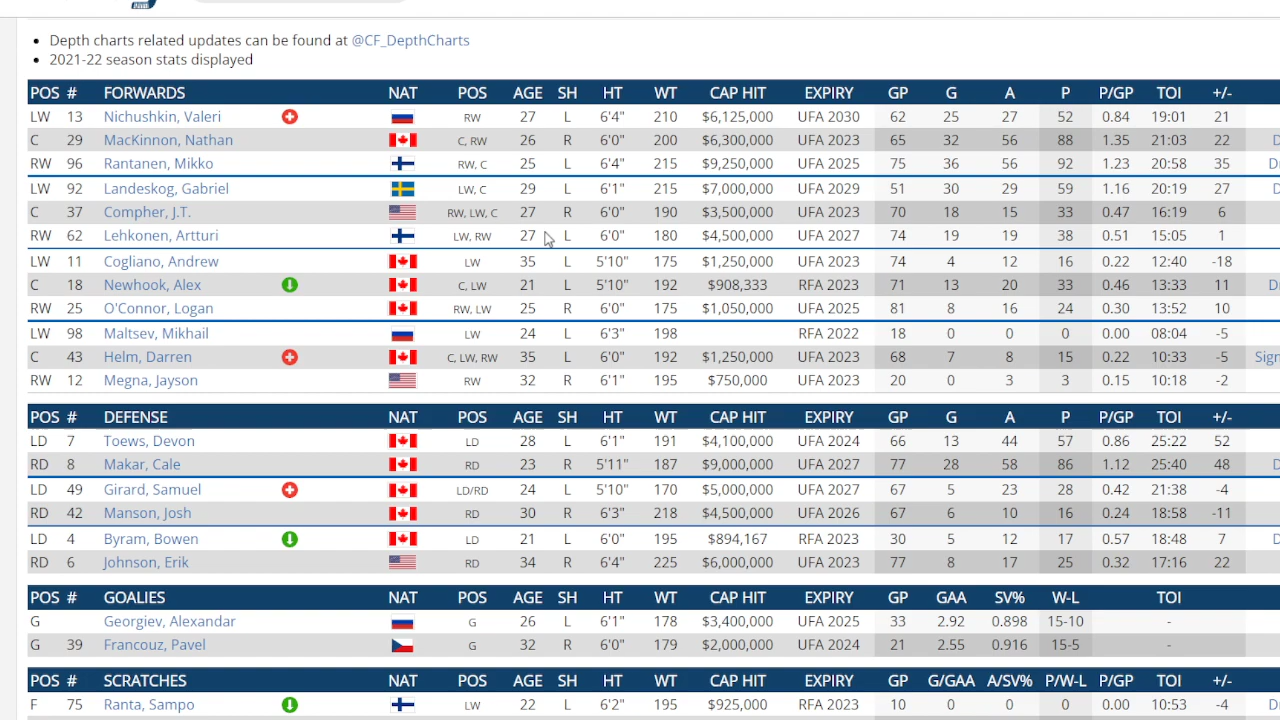 Depth charts related updates can be found at @CF_DepthCharts
2021-22 season stats displayed
POS # FORWARDS NAT POS AGE SH HT WT CAP HIT EXPIRY GP G A P P/GP TOI +/-
LW 13 Nichushkin, Valeri RW 27 L 6'4" 210 $6,125,000 UFA 2030 62 25 27 52 0.84 19:01 21
C 29 MacKinnon, Nathan C, RW 26 R 6'0" 200 $6,300,000 UFA 2023 65 32 56 88 1.35 21:03 22 D
RW 96 Rantanen, Mikko RW, C 25 L 6'4" 215 $9,250,000 UFA 2025 75 36 56 92 1.23 20:58 35 D
LW 92 Landeskog, Gabriel LW, C 29 L 6'1" 215 $7,000,000 UFA 2029 51 30 29 59 1.16 20:19 27
C 37 Compher, J.T. RW, LW, C 27 R 6'0" 190 $3,500,000 UFA 2023 70 18 15 33 0.47 16:19 6
RW 62 Lehkonen, Artturi LW, RW 27 L 6'0" 180 $4,500,000 UFA 2027 74 19 19 38 0.51 15:05 1
LW 11 Cogliano, Andrew LW 35 L 5'10" 175 $1,250,000 UFA 2023 74 4 12 16 0.22 12:40 -18
C 18 Newhook, Alex C, LW 21 L 5'10" 192 $908,333 RFA 2023 71 13 20 33 0.46 13:33 11 D
RW 25 O'Connor, Logan RW, LW 25 R 6'0" 175 $1,050,000 UFA 2025 81 8 16 24 0.30 13:52 10
LW 98 Maltsev, Mikhail LW 24 L 6'3" 198 RFA 2022 18 0 0 0 0.00 08:04 -5
C 43 Helm, Darren C, LW, RW 35 L 6'0" 192 $1,250,000 UFA 2023 68 7 8 15 0.22 10:33 -5 Sign
RW 12 Megna, Jayson RW 32 R 6'1" 195 $750,000 UFA 2023 20 0 3 3 0.15 10:18 -2
POS # DEFENSE NAT POS AGE SH HT WT CAP HIT EXPIRY GP G A P P/GP TOI +/-
LD 7 Toews, Devon LD 28 L 6'1" 191 $4,100,000 UFA 2024 66 13 44 57 0.86 25:22 52
RD 8 Makar, Cale RD 23 R 5'11" 187 $9,000,000 UFA 2027 77 28 58 86 1.12 25:40 48 D
LD 49 Girard, Samuel LD/RD 24 L 5'10" 170 $5,000,000 UFA 2027 67 5 23 28 0.42 21:38 -4
RD 42 Manson, Josh RD 30 R 6'3" 218 $4,500,000 UFA 2026 67 6 10 16 0.24 18:58 -11
LD 4 Byram, Bowen LD 21 L 6'0" 195 $894,167 RFA 2023 30 5 12 17 0.57 18:48 7 D
RD 6 Johnson, Erik RD 34 R 6'4" 225 $6,000,000 UFA 2023 77 8 17 25 0.32 17:16 22
POS # GOALIES NAT POS AGE SH HT WT CAP HIT EXPIRY GP GAA SV% W-L TOI
G Georgiev, Alexandar G 26 L 6'1" 178 $3,400,000 UFA 2025 33 2.92 0.898 15-10 -
G 39 Francouz, Pavel G 32 R 6'0" 179 $2,000,000 UFA 2024 21 2.55 0.916 15-5 -
POS # SCRATCHES NAT POS AGE SH HT WT CAP HIT EXPIRY GP G/GAA A/SV% P/W-L P/GP TOI +/-
F 75 Ranta, Sampo LW 22 L 6'2" 195 $925,000 RFA 2023 10 0 0 0 0.00 10:53 -4 D